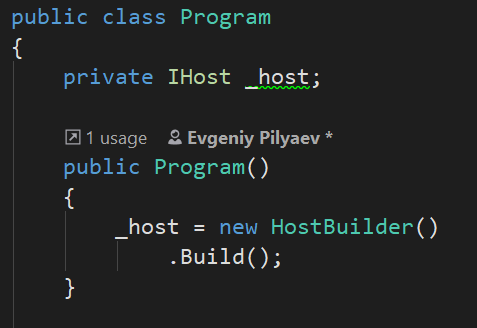 public class Program
{
private IHost _host;
1 usage Evgeniy Pilyaev *
public Program()
{
_host = new HostBuilder()
.Build();
}